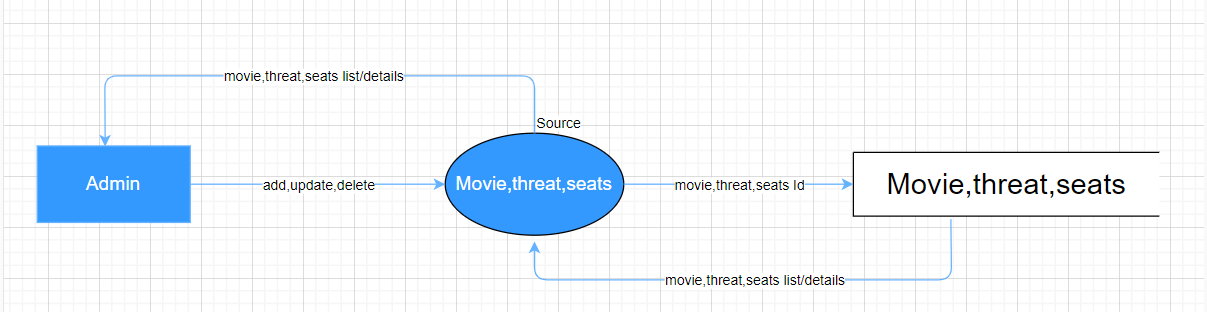 movie,threat,seats list/details
Source
Admin
add,update,delete
Movie,threat,seats
movie,threat,seats Id
Movie,threat,seats
movie,threat,seats list/details